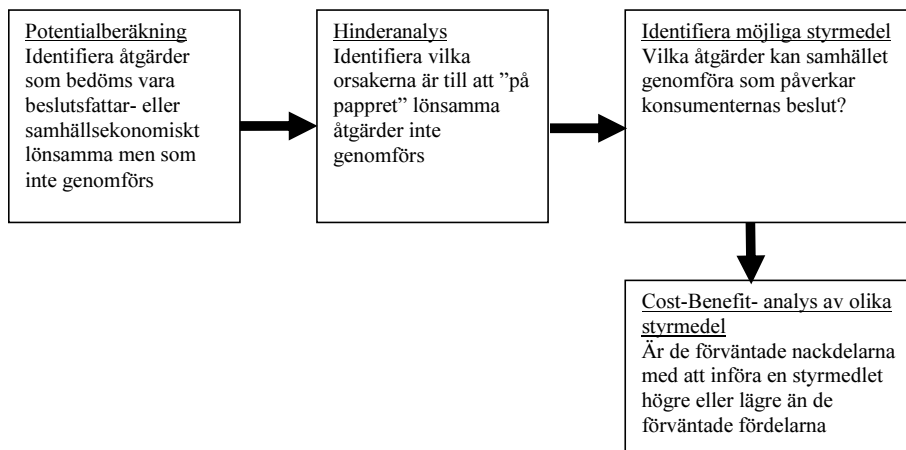 Potentialberäkning
Identifiera åtgärder
som bedöms vara
beslutsfattar- eller
samhällsekonomiskt
lönsamma men som
inte genomförs
Hinderanalys
Identifiera vilka
orsakerna är till att ”på
pappret” lönsamma
åtgärder inte
genomförs
Identifiera möjliga styrmedel
Vilka åtgärder kan samhället
genomföra som påverkar
konsumenternas beslut?
Cost-Benefit- analys av olika
styrmedel
Är de förväntade nackdelarna
med att införa en styrmedlet
högre eller lägre än de
förväntade fördelarna